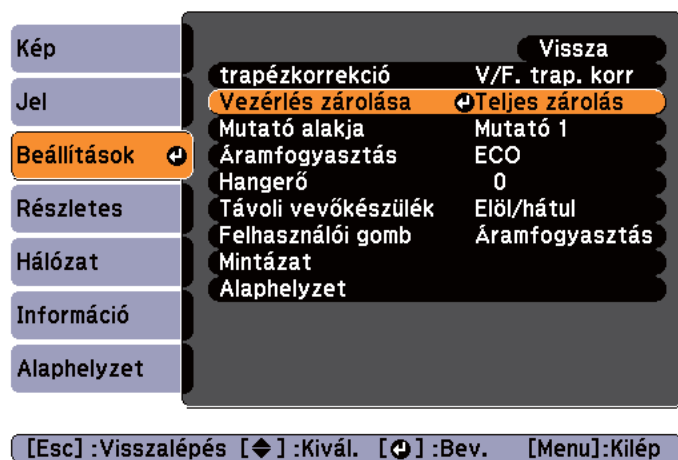 Kép
Jel
Beállítások
Részletes
Hálózat
Információ
Alaphelyzet
Vissza
trapézkorrekció V/F. trap. korr
Vezérlés zárolása Teljes zárolás
Mutató alakja Mutató 1
Áramfogyasztás ECO
Hangerő 0
Távoli vevőkészülék Elöl/hátul
Felhasználói gomb Áramfogyasztás
Mintázat
Alaphelyzet
[Esc] :Visszalépés [◆] :Kivál. [⏎] :Bev. [Menu]:Kilép